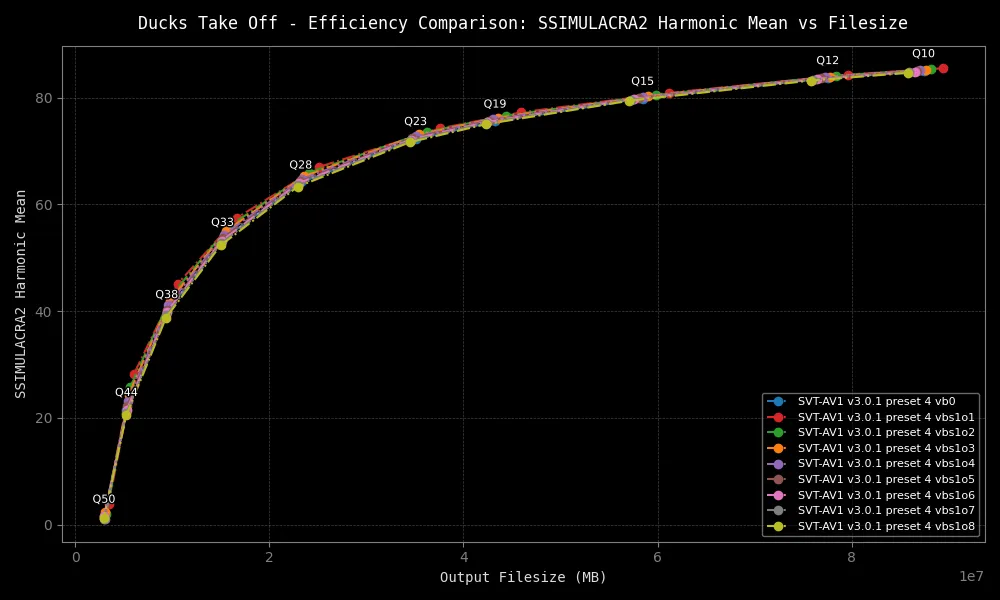 Ducks Take Off - Efficiency Comparison: SSIMULACRA2 Harmonic Mean vs Filesize
SSIMULACRA2 Harmonic Mean
80
60
40
20
0
Q10
Q12
Q15
Q19
Q23
Q28
Q33
Q38
Q44
Q50
SVT-AV1 v3.0.1 preset 4 vb0
SVT-AV1 v3.0.1 preset 4 vbs1o1
SVT-AV1 v3.0.1 preset 4 vbs1o2
SVT-AV1 v3.0.1 preset 4 vbs1o3
SVT-AV1 v3.0.1 preset 4 vbs1o4
SVT-AV1 v3.0.1 preset 4 vbs1o5
SVT-AV1 v3.0.1 preset 4 vbs1o6
SVT-AV1 v3.0.1 preset 4 vbs1o7
SVT-AV1 v3.0.1 preset 4 vbs1o8
0 2 4 6 8
1e7
Output Filesize (MB)